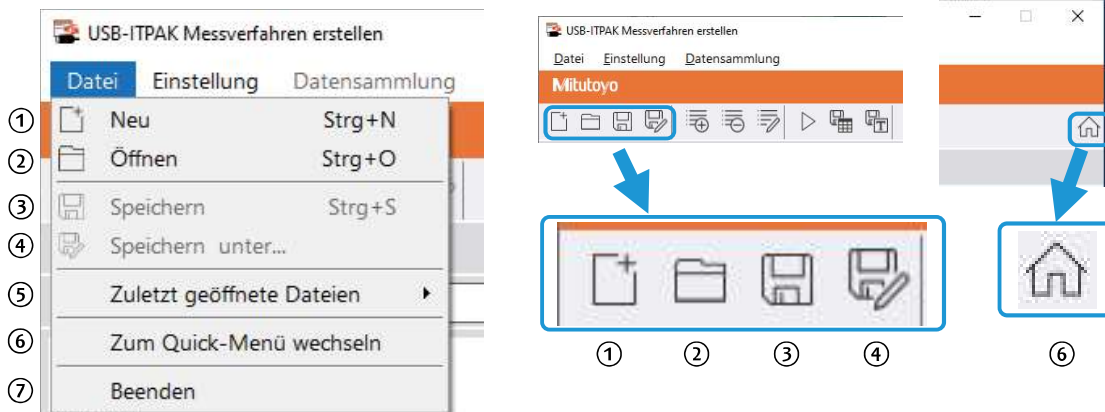 USB-ITPAK Messverfahren erstellen
Datei Einstellung Datensammlung
① Neu Strg+N
② Öffnen Strg+O
③ Speichern Strg+S
④ Speichern unter...
⑤ Zuletzt geöffnete Dateien
⑥ Zum Quick-Menü wechseln
⑦ Beenden
USB-ITPAK Messverfahren erstellen
Datei Einstellung Datensammlung
Mitutoyo
① ② ③ ④ ⑥